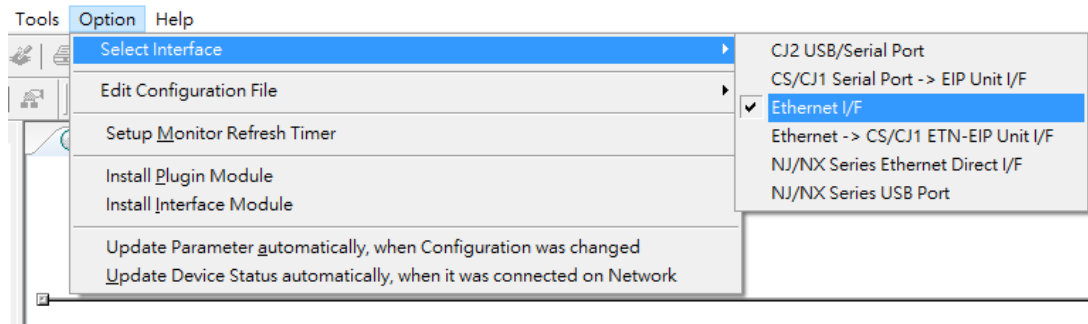 Tools Option Help
Select Interface
Edit Configuration File
Setup Monitor Refresh Timer
Install Plugin Module
Install Interface Module
Update Parameter automatically, when Configuration was changed
Update Device Status automatically, when it was connected on Network
CJ2 USB/Serial Port
CS/CJ1 Serial Port -> EIP Unit I/F
Ethernet I/F
Ethernet -> CS/CJ1 ETN-EIP Unit I/F
NJ/NX Series Ethernet Direct I/F
NJ/NX Series USB Port